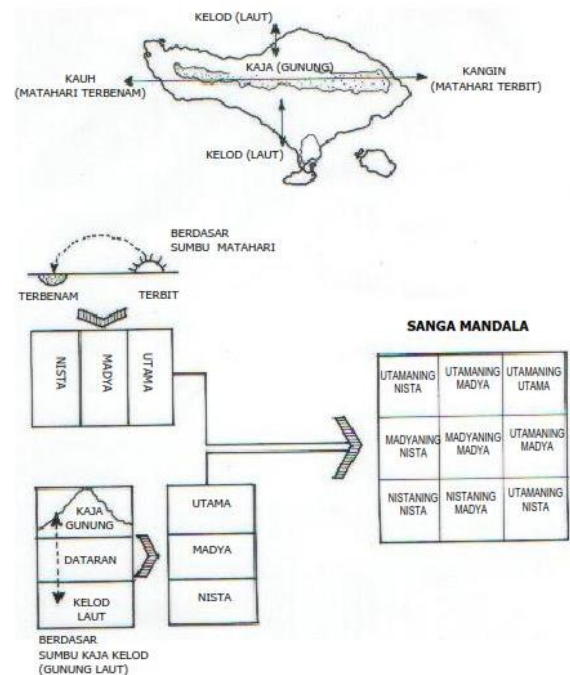 KELOD (LAUT)
KAJA (GUNUNG)
KAUH
(MATAHARI TERBENAM)
KANGIN
(MATAHARI TERBIT)
KELOD (LAUT)
BERDASAR
SUMBU MATAHARI
TERBENAM
TERBIT
NISTA
MADYA
UTAMA
SANGA MANDALA
UTAMANING
NISTA
UTAMANING
MADYA
UTAMANING
UTAMA
MADYANING
NISTA
MADYANING
MADYA
UTAMANING
MADYA
NISTANING
NISTA
NISTANING
MADYA
UTAMANING
NISTA
KAJA
GUNUNG
DATARAN
KELOD
LAUT
UTAMA
MADYA
NISTA
BERDASAR
SUMBU KAJA KELOD
(GUNUNG LAUT)